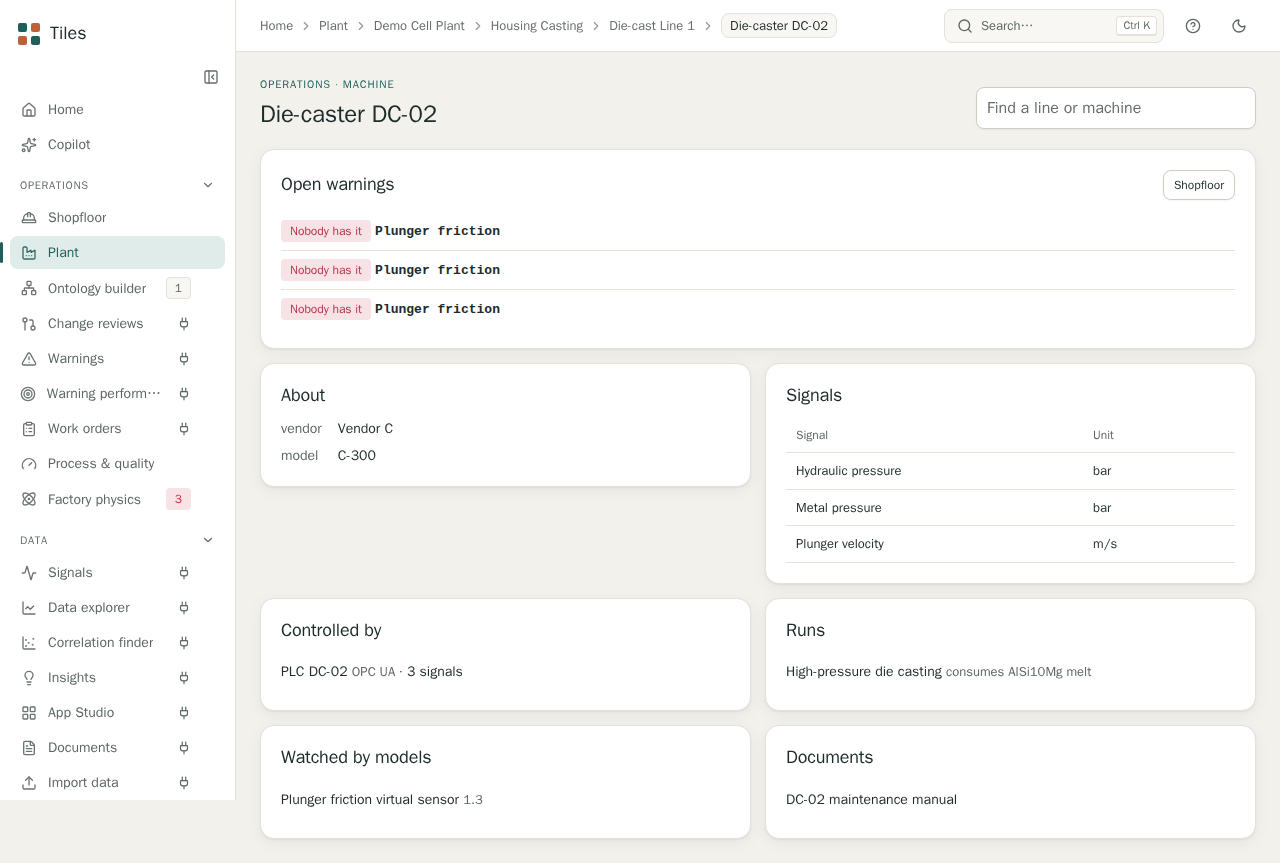 Tiles
Home
Copilot
OPERATIONS
Shopfloor
Plant
Ontology builder 1
Change reviews
Warnings
Warning perform···
Work orders
Process & quality
Factory physics 3
DATA
Signals
Data explorer
Correlation finder
Insights
App Studio
Documents
Import data
Home > Plant > Demo Cell Plant > Housing Casting > Die-cast Line 1 > Die-caster DC-02
Search··· Ctrl K
OPERATIONS · MACHINE
Die-caster DC-02
Find a line or machine
Open warnings
Shopfloor
Nobody has it Plunger friction
Nobody has it Plunger friction
Nobody has it Plunger friction
About
vendor Vendor C
model C-300
Signals
Signal Unit
Hydraulic pressure bar
Metal pressure bar
Plunger velocity m/s
Controlled by
PLC DC-02 OPC UA · 3 signals
Runs
High-pressure die casting consumes AlSi10Mg melt
Watched by models
Plunger friction virtual sensor 1.3
Documents
DC-02 maintenance manual